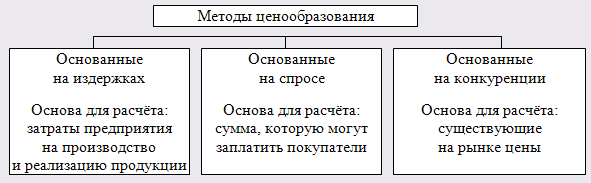 Методы ценообразования
Основанные
на издержках
Основа для расчёта:
затраты предприятия
на производство
и реализацию продукции
Основанные
на спросе
Основа для расчёта:
сумма, которую могут
заплатить покупатели
Основанные
на конкуренции
Основа для расчёта:
существующие
на рынке цены